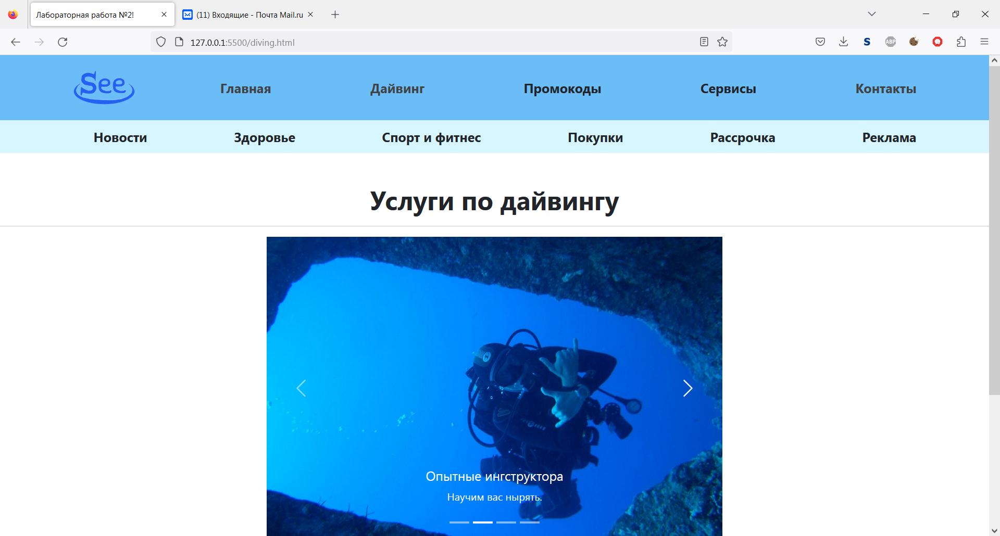 Лабораторная работа №2!
(11) Входящие - Почта Mail.ru
127.0.0.1:5500/diving.html
S
ABP
See
Главная Дайвинг Промокоды Сервисы Контакты
Новости Здоровье Спорт и фитнес Покупки Рассрочка Реклама
Услуги по дайвингу
Опытные ингструктора
Научим вас нырять.